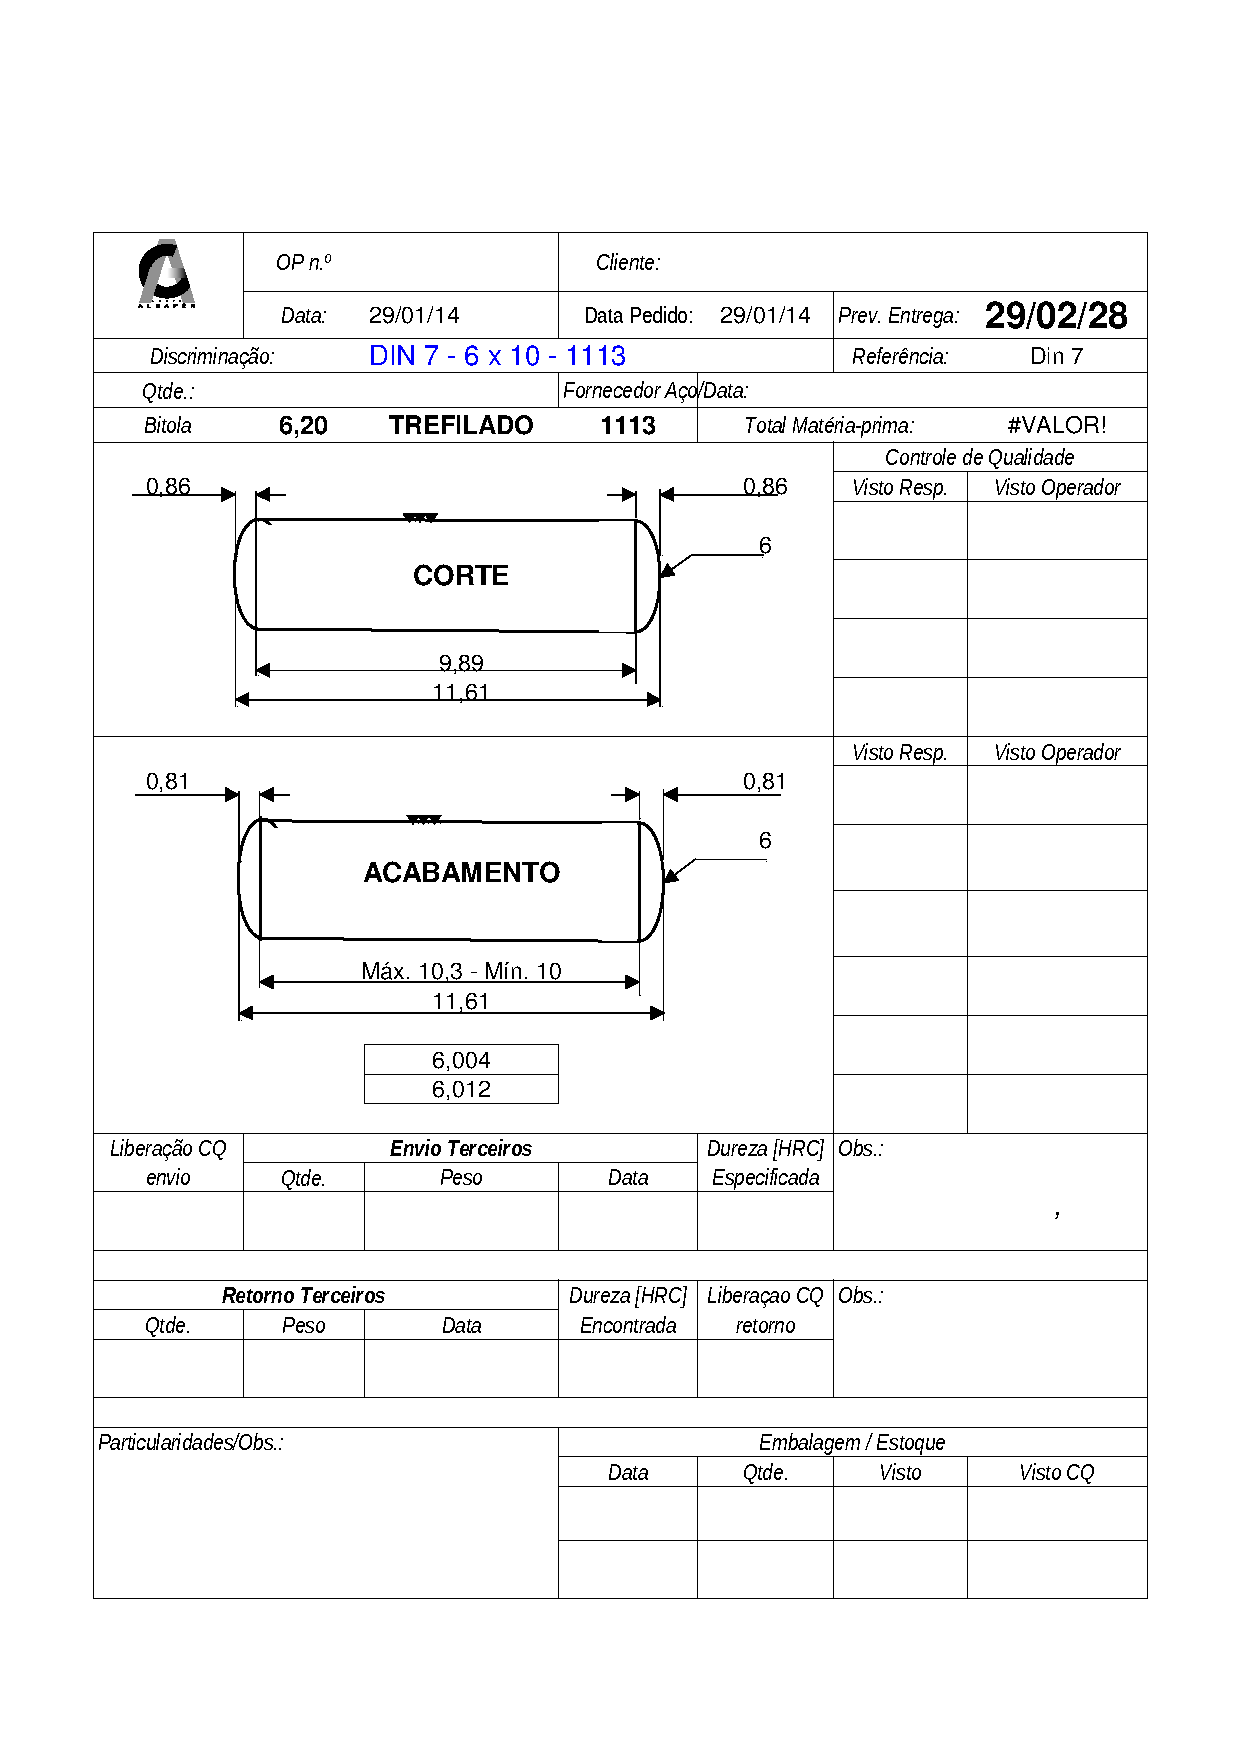 ALBAFER
OP n.º
Cliente:
Data: 29/01/14 Data Pedido: 29/01/14 Prev. Entrega: 29/02/28
Discriminação: DIN 7 - 6 x 10 - 1113 Referência: Din 7
Qtde.: Fornecedor Aço/Data:
Bitola 6,20 TREFILADO 1113 Total Matéria-prima: #VALOR!
Controle de Qualidade
Visto Resp. Visto Operador
0,86 0,86
6
CORTE
9,89
11,61
Visto Resp. Visto Operador
0,81 0,81
6
ACABAMENTO
Máx. 10,3 - Mín. 10
11,61
6,004
6,012
Liberação CQ Envio Terceiros Dureza [HRC] Obs.:
envio Qtde. Peso Data Especificada
,
Retorno Terceiros Dureza [HRC] Liberaçao CQ Obs.:
Qtde. Peso Data Encontrada retorno
Particularidades/Obs.: Embalagem / Estoque
Data Qtde. Visto Visto CQ